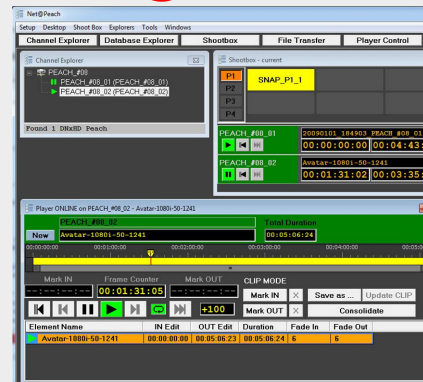 Net@Peach
Setup Desktop Shoot Box Explorers Tools Windows
Channel Explorer Database Explorer Shootbox File Transfer Player Control
Channel Explorer
PEACH_#08
PEACH_#08_01 (PEACH_#08_01)
PEACH_#08_02 (PEACH_#08_02)
Found 1 DNxHD Peach
Shootbox - current
P1 SNAP_P1_1
P2
P3
P4
PEACH_#08_01 20090101_184903_PEACH_#08_01
00:00:00:00 00:04:43:
PEACH_#08_02 Avatar-1080i-50-1241
00:01:31:02 00:03:35:
Player ONLINE on PEACH_#08_02 - Avatar-1080i-50-1241
PEACH_#08_02 Total Duration
New Avatar-1080i-50-1241 00:05:06:24
00:00:00:00 00:01:00:00 00:02:00:00 00:03:00:00 00:04:00:00 00:05:0
Mark IN Frame Counter Mark OUT CLIP MODE
--:--:--:-- 00:01:31:05 --:--:--:-- Mark IN X Save as ... Update CLIP
+100 Mark OUT X Consolidate
Element Name IN Edit OUT Edit Duration Fade In Fade Out
Avatar-1080i-50-1241 00:00:00:00 00:05:06:23 00:05:06:24 6 6